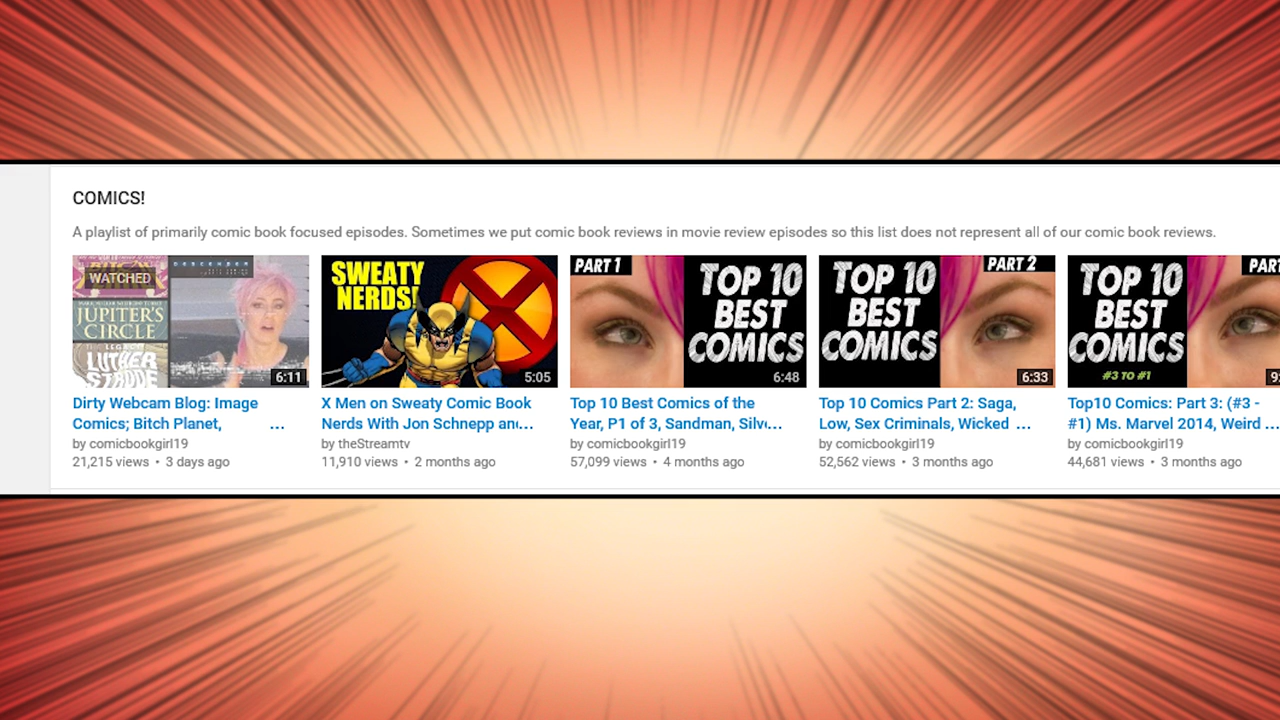 COMICS!
A playlist of primarily comic book focused episodes. Sometimes we put comic book reviews in movie review episodes so this list does not represent all of our comic book reviews.
WATCHED
JUPITER'S
CIRCLE
LUTHER
STRODE
6:11
SWEATY
NERDS!
5:05
PART 1
TOP 10
BEST
COMICS
6:48
PART 2
TOP 10
BEST
COMICS
6:33
TOP 10
BEST
COMICS
#3 TO #1
Dirty Webcam Blog: Image
Comics; Bitch Planet, ...
by comicbookgirl19
21,215 views • 3 days ago
X Men on Sweaty Comic Book
Nerds With Jon Schnepp and...
by theStreamtv
11,910 views • 2 months ago
Top 10 Best Comics of the
Year, P1 of 3, Sandman, Silv...
by comicbookgirl19
57,099 views • 4 months ago
Top 10 Comics Part 2: Saga,
Low, Sex Criminals, Wicked ...
by comicbookgirl19
52,562 views • 3 months ago
Top10 Comics: Part 3: (#3 -
#1) Ms. Marvel 2014, Weird ...
by comicbookgirl19
44,681 views • 3 months ago